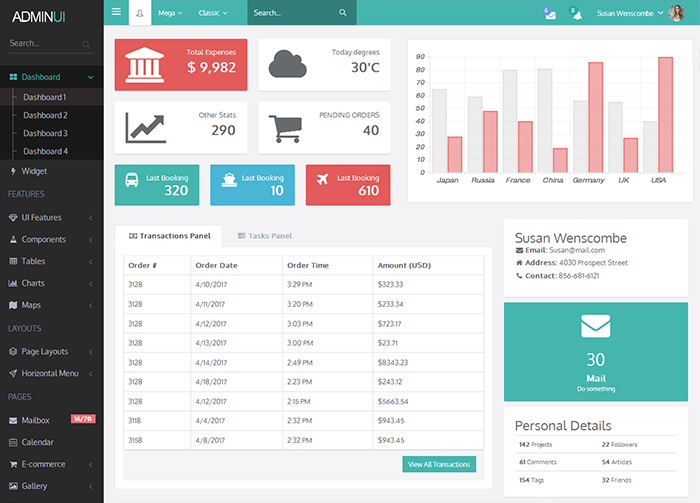 ADMINUI
Mega
Classic
Search...
6
8
Susan Wenscombe
Search...
Dashboard
Dashboard 1
Dashboard 2
Dashboard 3
Dashboard 4
Widget
FEATURES
UI Features
Components
Tables
Charts
Maps
LAYOUTS
Page Layouts
Horizontal Menu
PAGES
Mailbox
16/70
Calendar
E-commerce
Gallery
Total Expenses
$ 9,982
Today degrees
30'C
Other Stats
290
PENDING ORDERS
40
Last Booking
320
Last Booking
10
Last Booking
610
90
80
70
60
50
40
30
20
10
0
Japan Russia France China Germany UK USA
Transactions Panel
Tasks Panel
Order # Order Date Order Time Amount (USD)
3128 4/10/2017 3:29 PM $323.33
3128 4/11/2017 3:20 PM $233.34
3128 4/12/2017 3:03 PM $723.17
3128 4/13/2017 3:00 PM $23.71
3128 4/14/2017 2:49 PM $8343.23
3128 4/18/2017 2:23 PM $243.12
3128 4/12/2017 2:15 PM $5663.54
3118 4/4/2017 2:32 PM $943.45
3158 4/8/2017 2:32 PM $943.45
View All Transactions
Susan Wenscombe
Email: Susan@mail.com
Address: 4030 Prospect Street
Contact: 856-681-6121
30
Mail
Do something
Personal Details
142 Projects 22 Followers
61 Comments 54 Articles
154 Tags 32 Friends